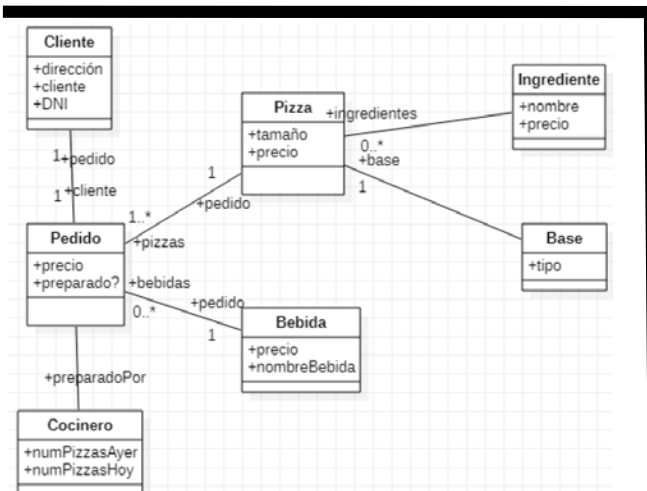 Cliente
+dirección
+cliente
+DNI
1
+pedido
1
+cliente
Pedido
+precio
+preparado?
1..*
+pizzas
1
+pedido
Pizza
+tamaño
+precio
+ingredientes
0..*
+base
1
Ingrediente
+nombre
+precio
Base
+tipo
+bebidas
0..*
+pedido
1
Bebida
+precio
+nombreBebida
+preparadoPor
Cocinero
+numPizzasAyer
+numPizzasHoy